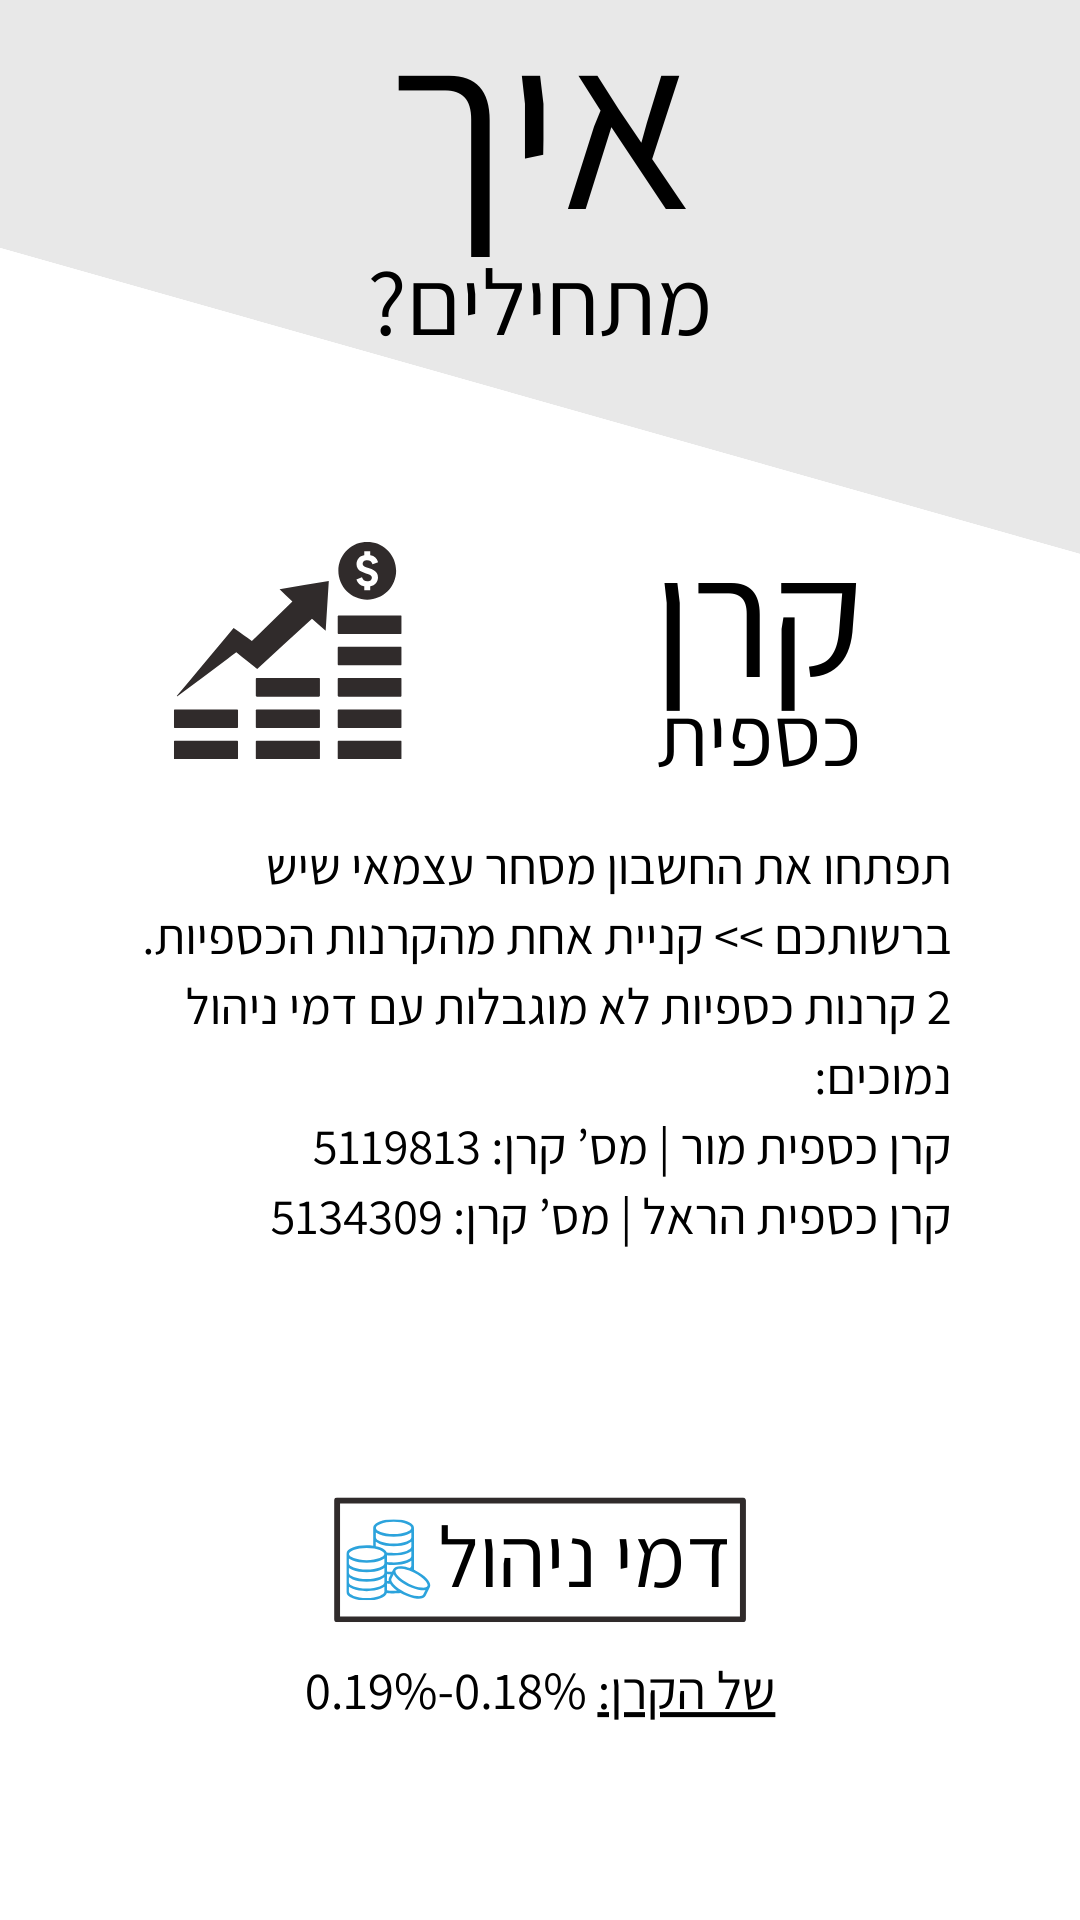 איך
מתחילים?
$
קרן
כספית
תפתחו את החשבון מסחר עצמאי שיש
ברשותכם >> קניית אחת מהקרנות הכספיות.
2 קרנות כספיות לא מוגבלות עם דמי ניהול
נמוכים:
קרן כספית מור | מס’ קרן: 5119813
קרן כספית הראל | מס’ קרן: 5134309
דמי ניהול
של הקרן: 0.18%-0.19%